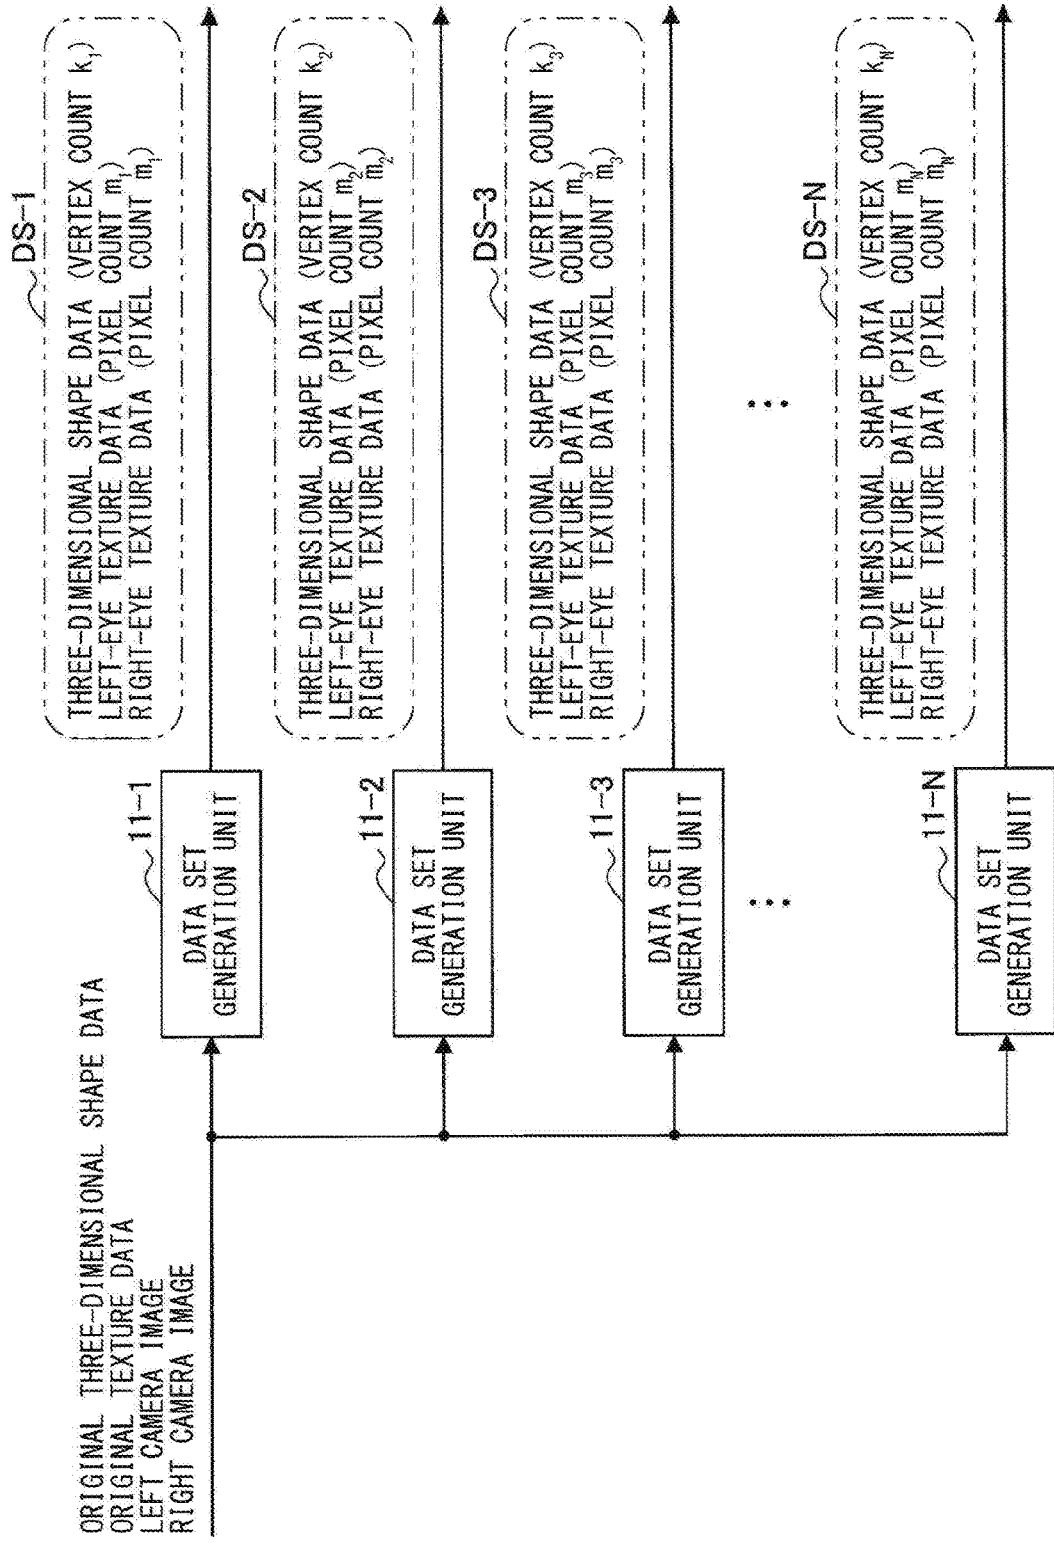 ORIGINAL THREE-DIMENSIONAL SHAPE DATA
ORIGINAL TEXTURE DATA
LEFT CAMERA IMAGE
RIGHT CAMERA IMAGE
11-1
DATA SET
GENERATION UNIT
DS-1
THREE-DIMENSIONAL SHAPE DATA (VERTEX COUNT k₁)
LEFT-EYE TEXTURE DATA (PIXEL COUNT m₁)
RIGHT-EYE TEXTURE DATA (PIXEL COUNT m₁)
11-2
DATA SET
GENERATION UNIT
DS-2
THREE-DIMENSIONAL SHAPE DATA (VERTEX COUNT k₂)
LEFT-EYE TEXTURE DATA (PIXEL COUNT m₂)
RIGHT-EYE TEXTURE DATA (PIXEL COUNT m₂)
11-3
DATA SET
GENERATION UNIT
DS-3
THREE-DIMENSIONAL SHAPE DATA (VERTEX COUNT k₃)
LEFT-EYE TEXTURE DATA (PIXEL COUNT m₃)
RIGHT-EYE TEXTURE DATA (PIXEL COUNT m₃)
...
...
11-N
DATA SET
GENERATION UNIT
DS-N
THREE-DIMENSIONAL SHAPE DATA (VERTEX COUNT k_N)
LEFT-EYE TEXTURE DATA (PIXEL COUNT m_N)
RIGHT-EYE TEXTURE DATA (PIXEL COUNT m_N)